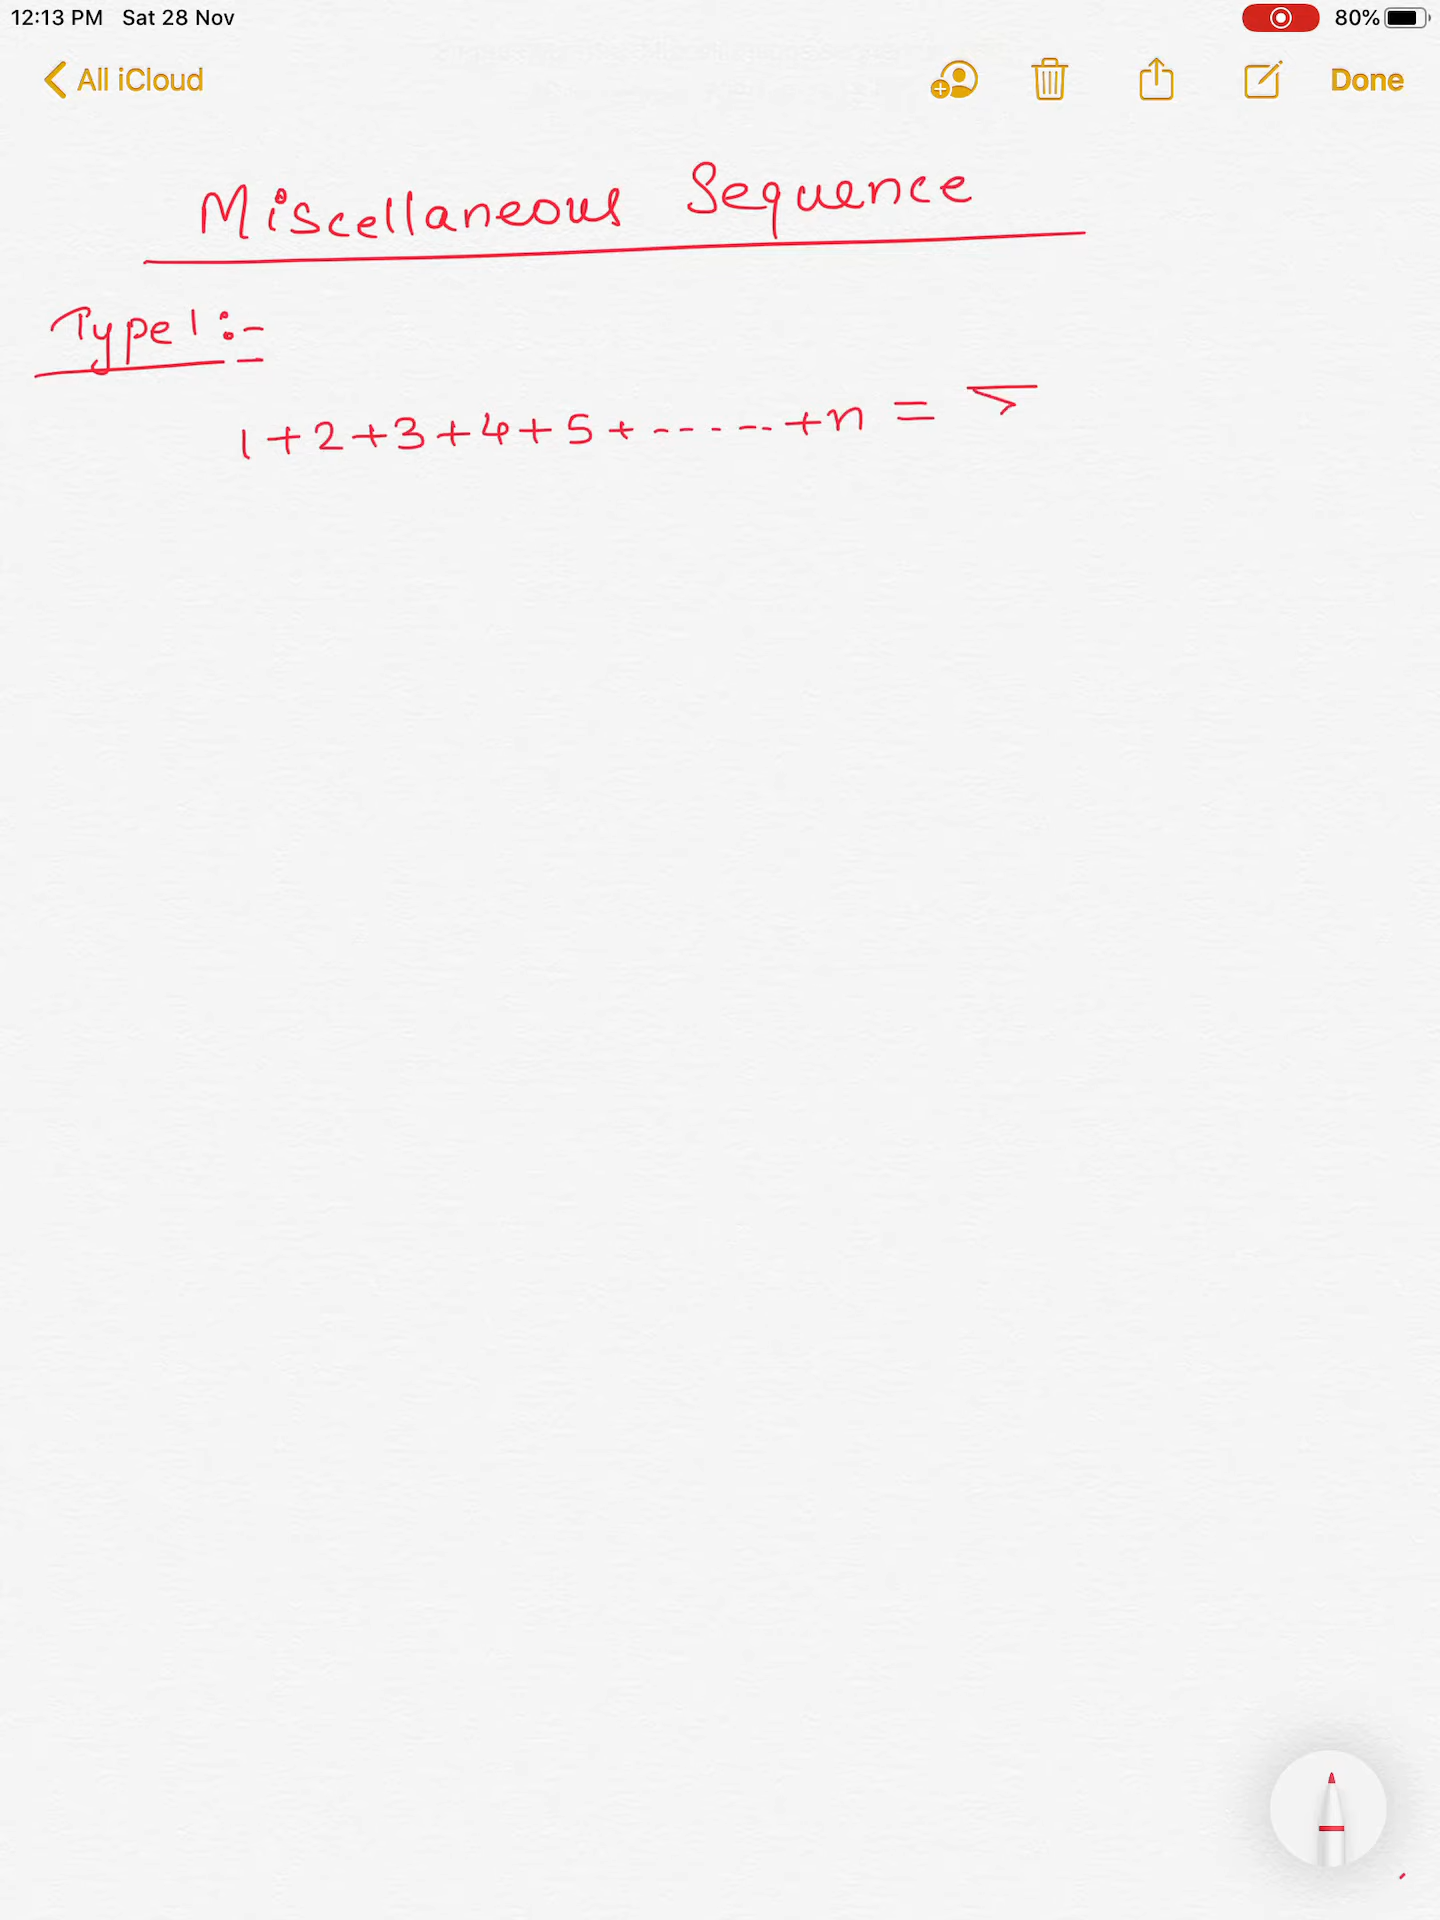 12:13 PM Sat 28 Nov 80%
All iCloud Done
Miscellaneous Sequence
Type 1 :-
1+2+3+4+5+-----+n =